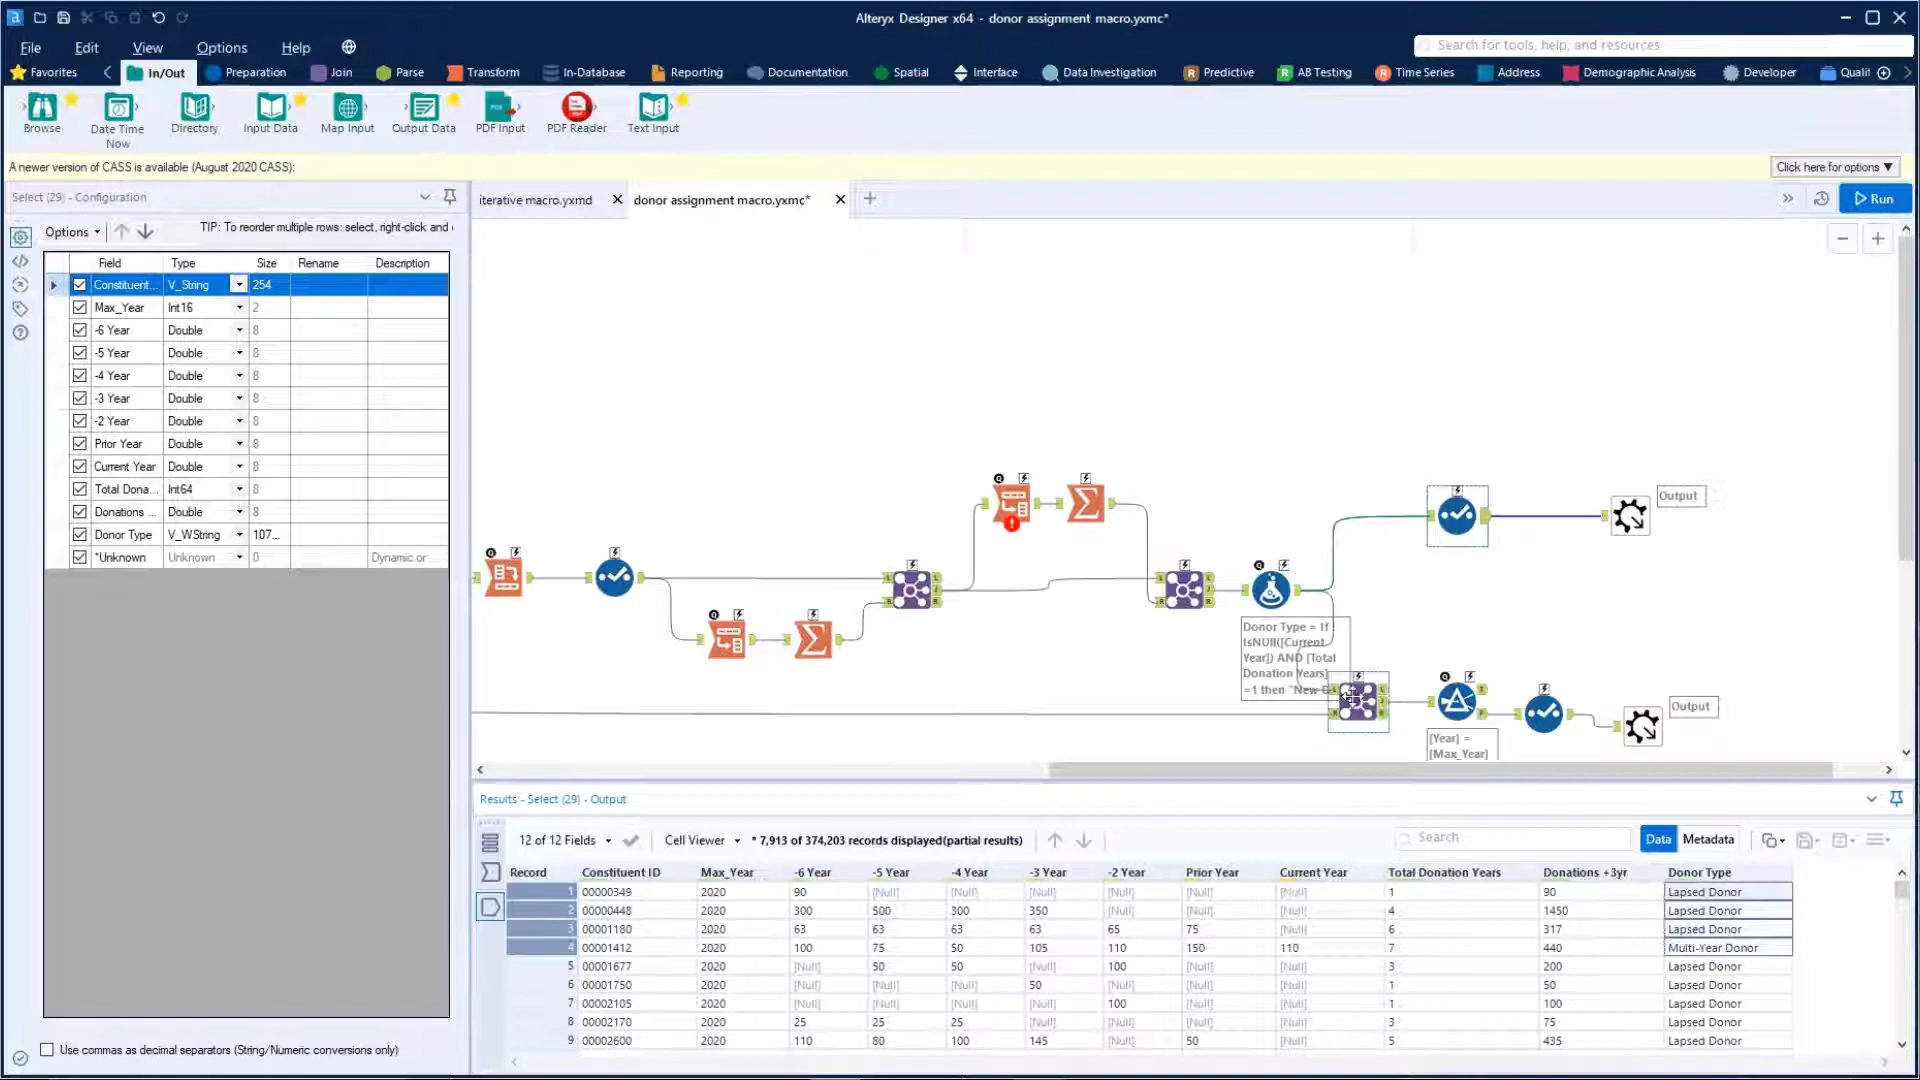 Alteryx Designer x64 - donor assignment macro.yxmc*
File Edit View Options Help
Search for tools, help, and resources
Favorites In/Out Preparation Join Parse Transform In-Database Reporting Documentation Spatial Interface Data Investigation Predictive AB Testing Time Series Address Demographic Analysis Developer Quali
Browse Date Time Now Directory Input Data Map Input Output Data PDF Input PDF Reader Text Input
A newer version of CASS is available (August 2020 CASS):
Click here for options ▼
Select (29) - Configuration
iterative macro.yxmd
donor assignment macro.yxmc*
Run
Options
TIP: To reorder multiple rows: select, right-click and
Field Type Size Rename Description
Constituent... V_String 254
Max_Year Int16 2
-6 Year Double 8
-5 Year Double 8
-4 Year Double 8
-3 Year Double 8
-2 Year Double 8
Prior Year Double 8
Current Year Double 8
Total Dona... Int64 8
Donations ... Double 8
Donor Type V_WString 107...
*Unknown Unknown 0 Dynamic or
Output
Donor Type = If
IsNULL([Current
Year]) AND [Total
Donation Years]
=1 then "New D
Output
[Year] =
[Max_Year]
Results - Select (29) - Output
12 of 12 Fields Cell Viewer * 7,913 of 374,203 records displayed(partial results)
Search
Data Metadata
Record Constituent ID Max_Year -6 Year -5 Year -4 Year -3 Year -2 Year Prior Year Current Year Total Donation Years Donations +3yr Donor Type
1 00000349 2020 90 [Null] [Null] [Null] [Null] [Null] [Null] 1 90 Lapsed Donor
2 00000448 2020 300 500 300 350 [Null] [Null] [Null] 4 1450 Lapsed Donor
3 00001180 2020 63 63 63 63 65 75 [Null] 6 317 Lapsed Donor
4 00001412 2020 100 75 50 105 110 150 110 7 440 Multi-Year Donor
5 00001677 2020 [Null] 50 50 [Null] 100 [Null] [Null] 3 200 Lapsed Donor
6 00001750 2020 [Null] [Null] [Null] 50 [Null] [Null] [Null] 1 50 Lapsed Donor
7 00002105 2020 [Null] [Null] [Null] [Null] 100 [Null] [Null] 1 100 Lapsed Donor
8 00002170 2020 25 25 25 [Null] [Null] [Null] [Null] 3 75 Lapsed Donor
9 00002600 2020 110 80 100 145 [Null] 50 [Null] 5 435 Lapsed Donor
Use commas as decimal separators (String/Numeric conversions only)